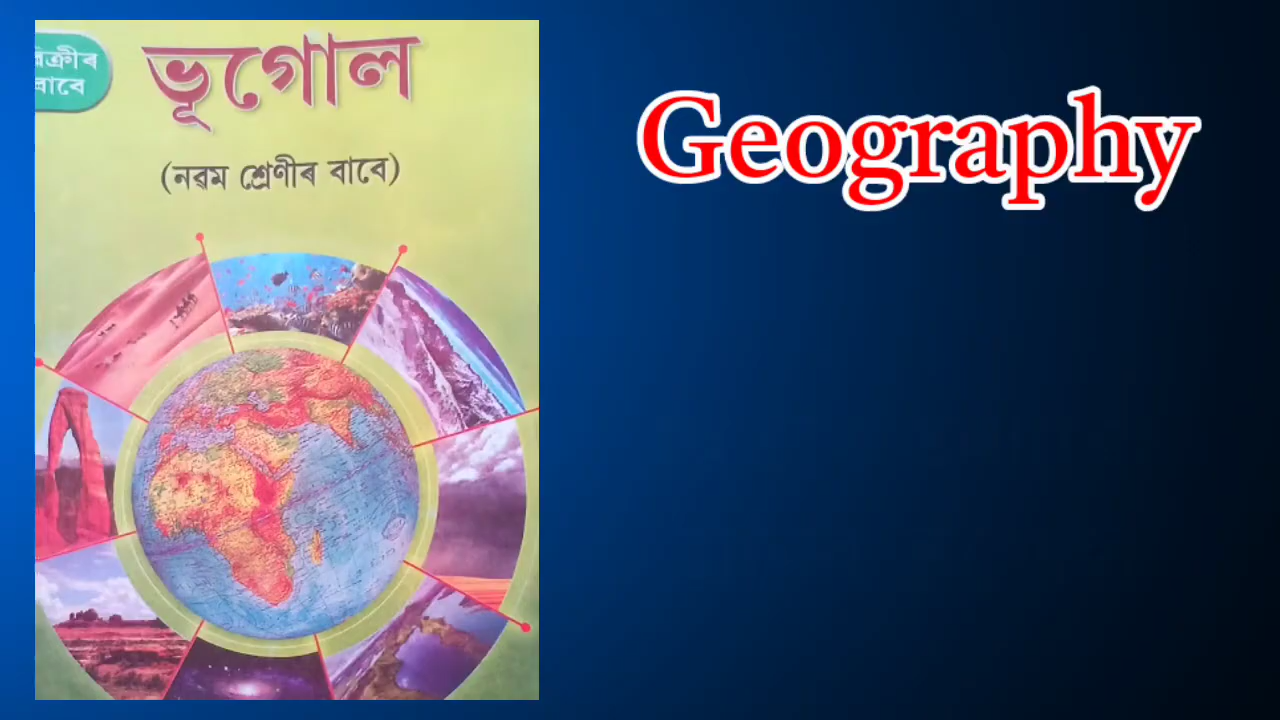 ভূগোল
(নৱম শ্ৰেণীৰ বাবে)
বিক্ৰীৰ
বাবে
Geography